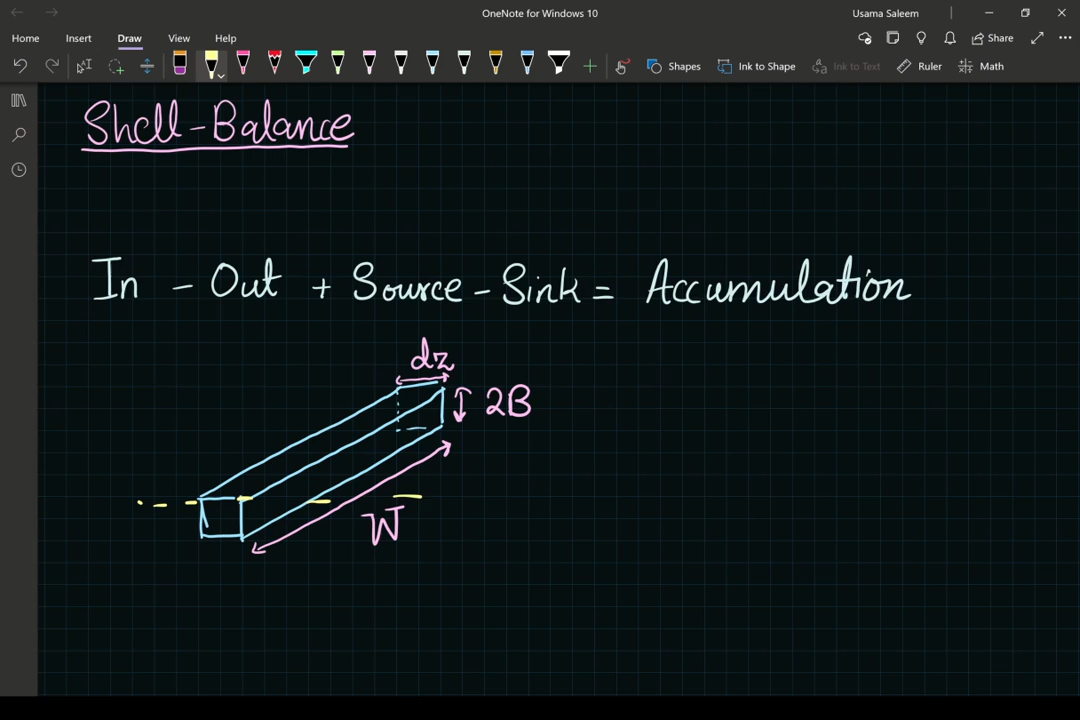 OneNote for Windows 10
Usama Saleem
Home Insert Draw View Help
Share
Shapes Ink to Shape Ink to Text Ruler Math
Shell-Balance
In - Out + Source - Sink = Accumulation
dz
2B
W